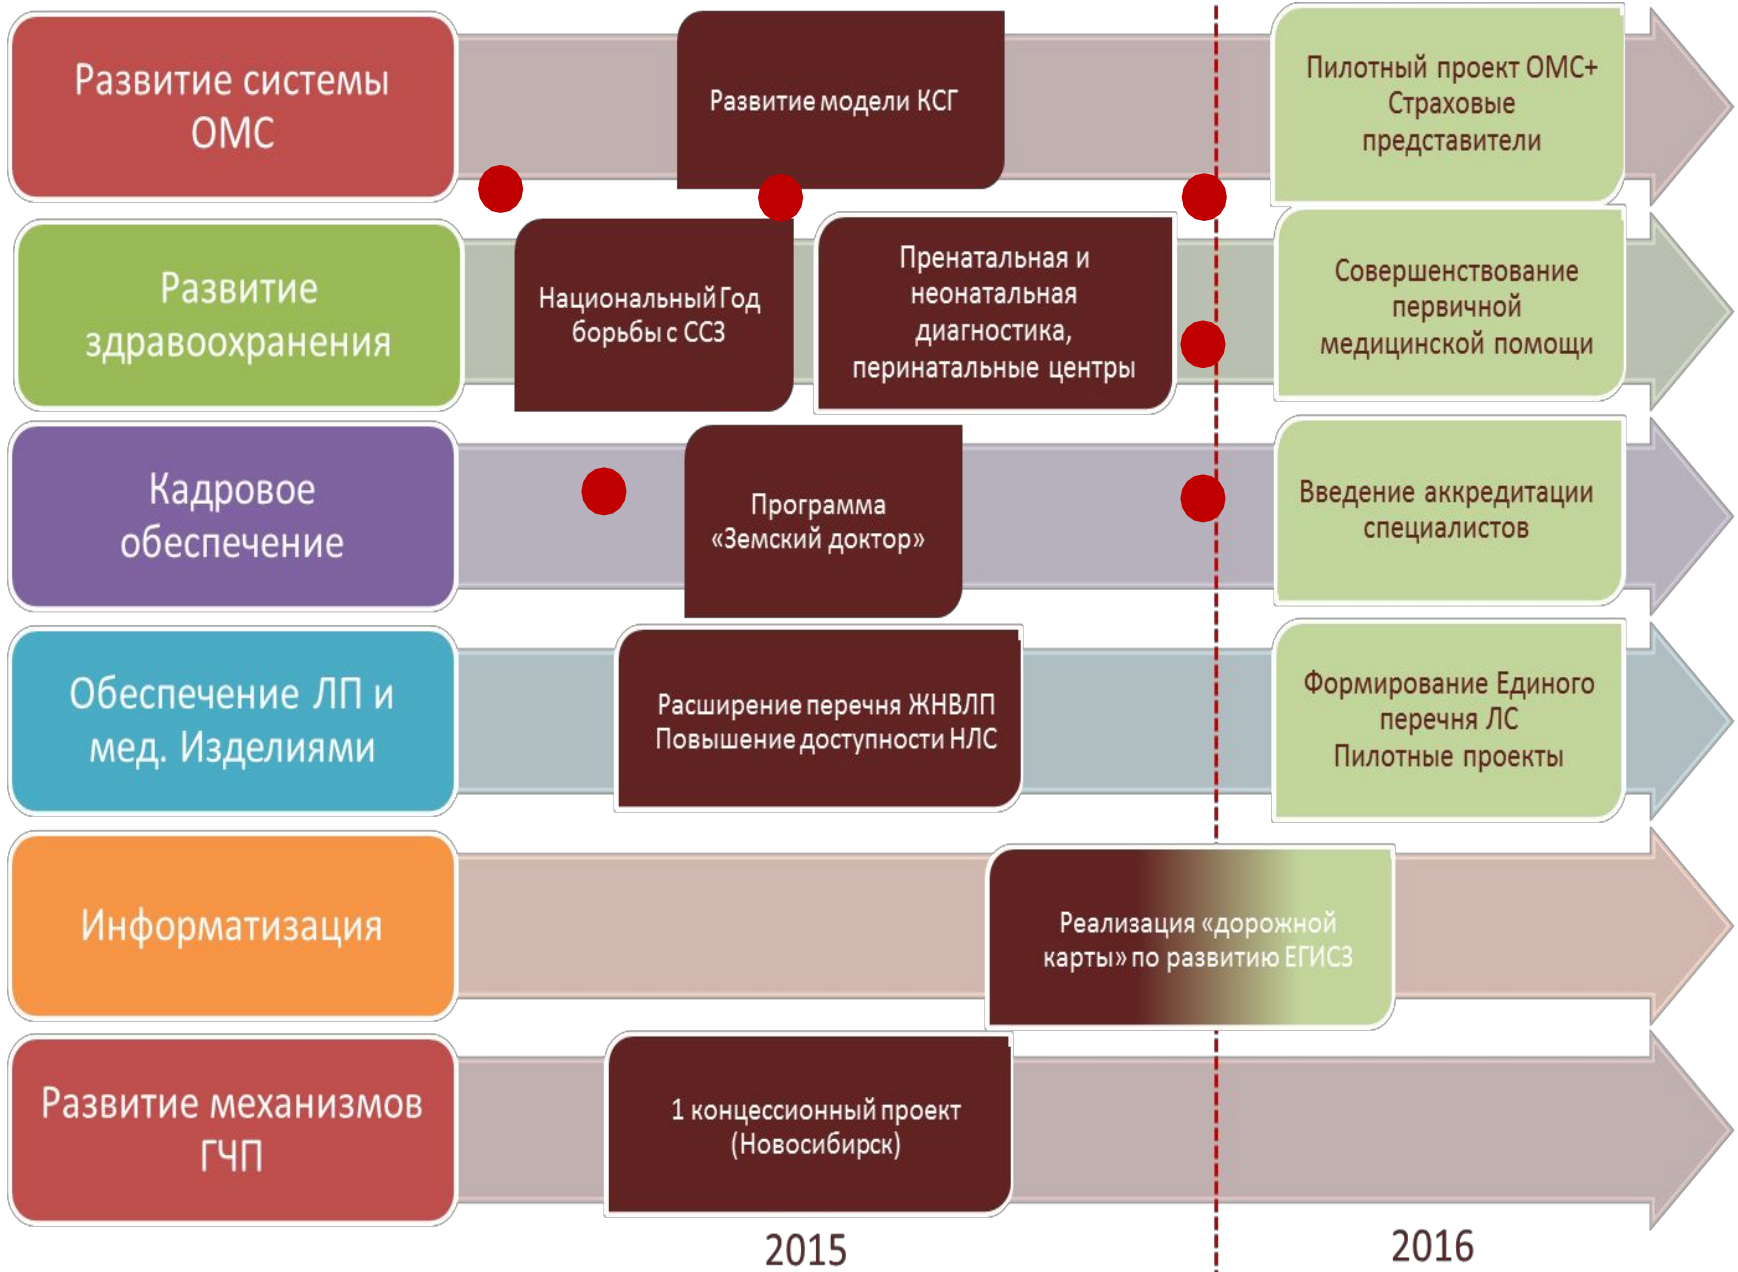 Развитие системы
ОМС
Развитие модели КСГ
Пилотный проект ОМС+
Страховые
представители
Развитие
здравоохранения
Национальный Год
борьбы с ССЗ
Пренатальная и
неонатальная
диагностика,
перинатальные центры
Совершенствование
первичной
медицинской помощи
Кадровое
обеспечение
Программа
«Земский доктор»
Введение аккредитации
специалистов
Обеспечение ЛП и
мед. Изделиями
Расширение перечня ЖНВЛП
Повышение доступности НЛС
Формирование Единого
перечня ЛС
Пилотные проекты
Информатизация
Реализация «дорожной
карты» по развитию ЕГИСЗ
Развитие механизмов
ГЧП
1 концессионный проект
(Новосибирск)
2015
2016